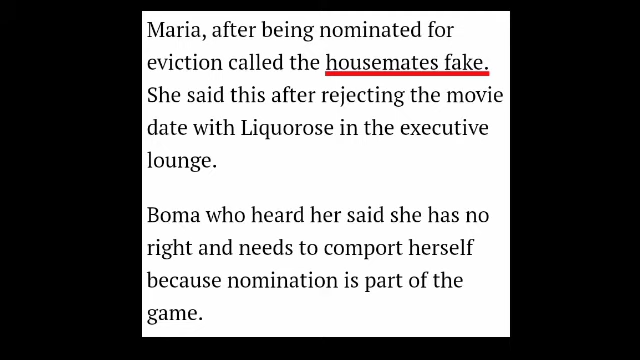 Maria, after being nominated for
eviction called the housemates fake.
She said this after rejecting the movie
date with Liquorose in the executive
lounge.
Boma who heard her said she has no
right and needs to comport herself
because nomination is part of the
game.